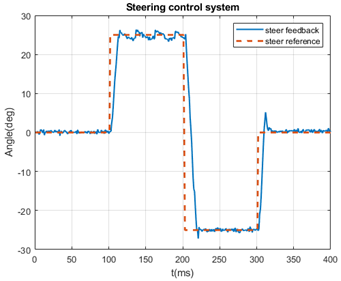 Steering control system
30
steer feedback
steer reference
20
10
0
-10
-20
-30
Angle(deg)
0 50 100 150 200 250 300 350 400
t(ms)